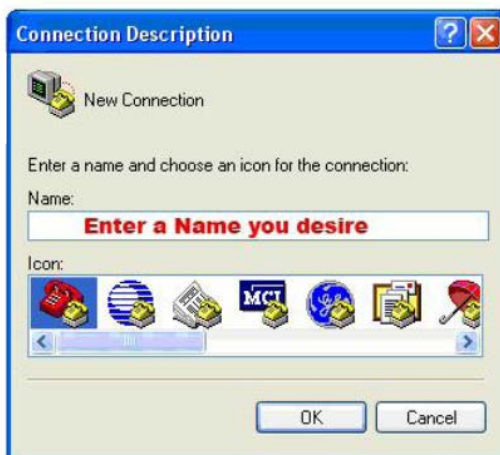 Connection Description
New Connection
Enter a name and choose an icon for the connection:
Name:
Enter a Name you desire
Icon:
MCI
OK
Cancel